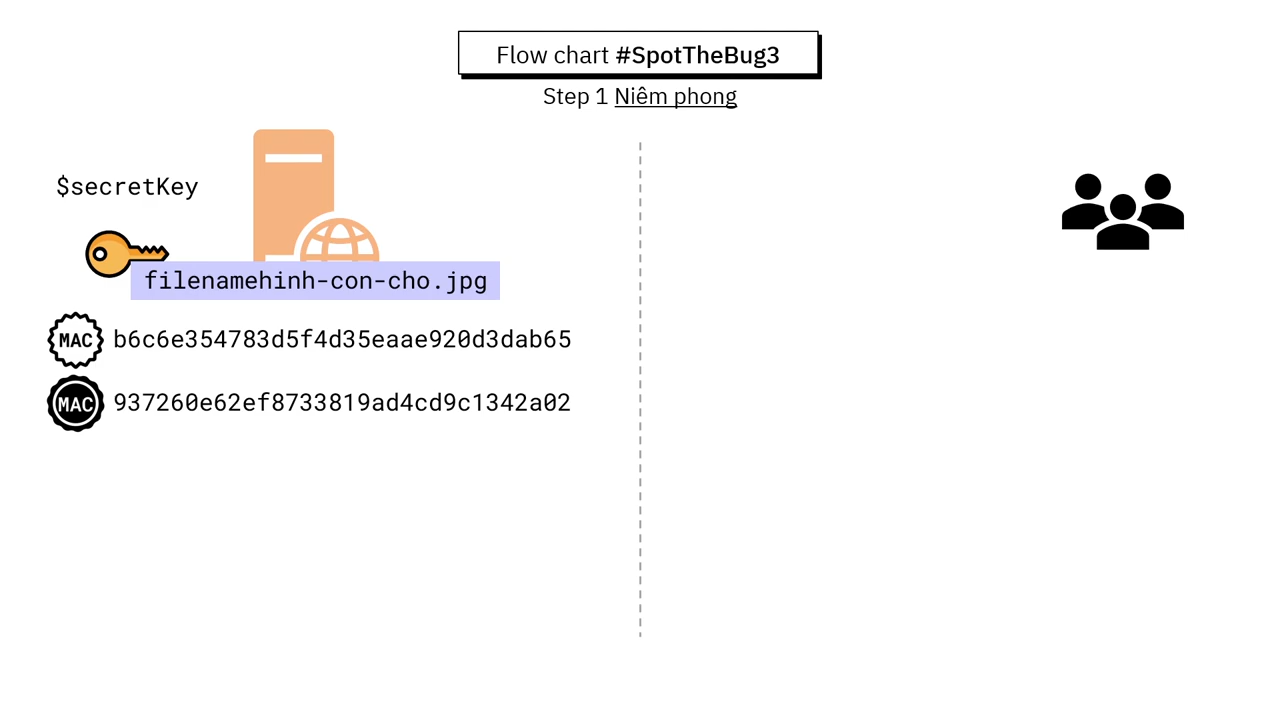 Flow chart #SpotTheBug3
Step 1 Niêm phong
$secretKey
filenamehinh-con-cho.jpg
MAC b6c6e354783d5f4d35eaae920d3dab65
MAC 937260e62ef8733819ad4cd9c1342a02